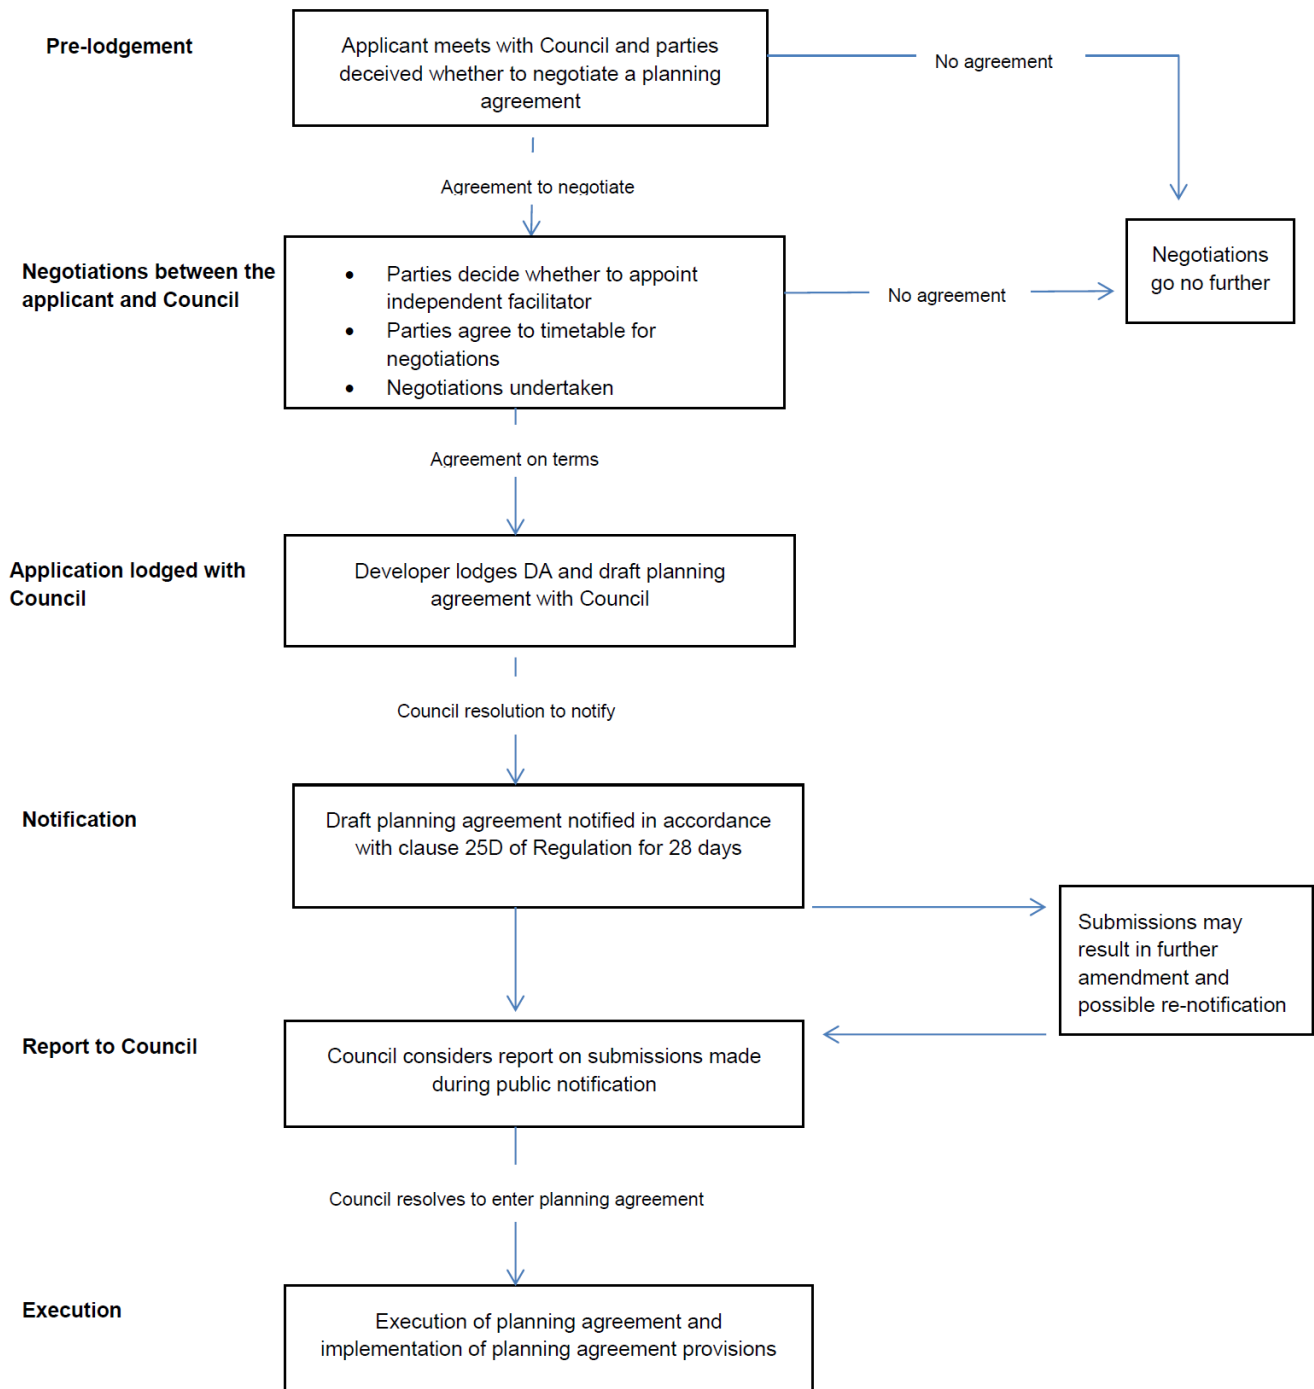 Pre-lodgement
Applicant meets with Council and parties
deceived whether to negotiate a planning
agreement
No agreement
Agreement to negotiate
Negotiations between the
applicant and Council
• Parties decide whether to appoint
independent facilitator
• Parties agree to timetable for
negotiations
• Negotiations undertaken
No agreement
Negotiations
go no further
Agreement on terms
Application lodged with
Council
Developer lodges DA and draft planning
agreement with Council
Council resolution to notify
Notification
Draft planning agreement notified in accordance
with clause 25D of Regulation for 28 days
Submissions may
result in further
amendment and
possible re-notification
Report to Council
Council considers report on submissions made
during public notification
Council resolves to enter planning agreement
Execution
Execution of planning agreement and
implementation of planning agreement provisions